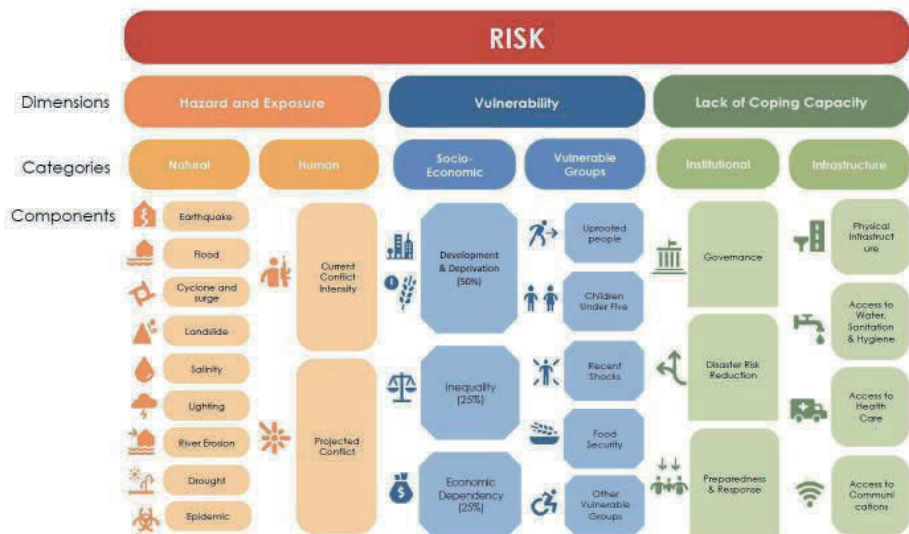 RISK
Dimensions
Hazard and Exposure
Vulnerability
Lack of Coping Capacity
Categories
Natural
Human
Socio-
Economic
Vulnerable
Groups
Institutional
Infrastructure
Components
Earthquake
Flood
Cyclone and
surge
Landslide
Salinity
Lighting
River Erosion
Drought
Epidemic
Current
Conflict
Intensity
Projected
Conflict
Development
& Deprivation
(50%)
Inequality
(25%)
Economic
Dependency
(25%)
Uprooted
people
Children
Under Five
Recent
Shocks
Food
Security
Other
Vulnerable
Groups
Governance
Disaster Risk
Reduction
Preparedness
& Response
Physical
Infrastruct
ure
Access to
Water,
Sanitation
& Hygiene
Access to
Health
Care
Access to
Communi
cations